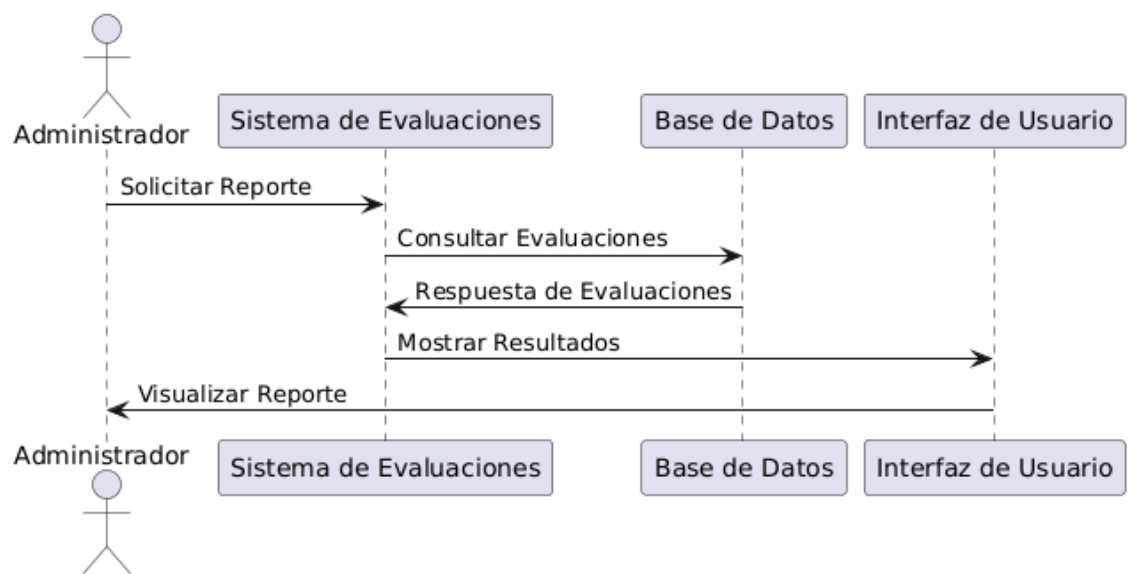 Administrador
Sistema de Evaluaciones
Base de Datos
Interfaz de Usuario
Solicitar Reporte
Consultar Evaluaciones
Respuesta de Evaluaciones
Mostrar Resultados
Visualizar Reporte
Administrador
Sistema de Evaluaciones
Base de Datos
Interfaz de Usuario